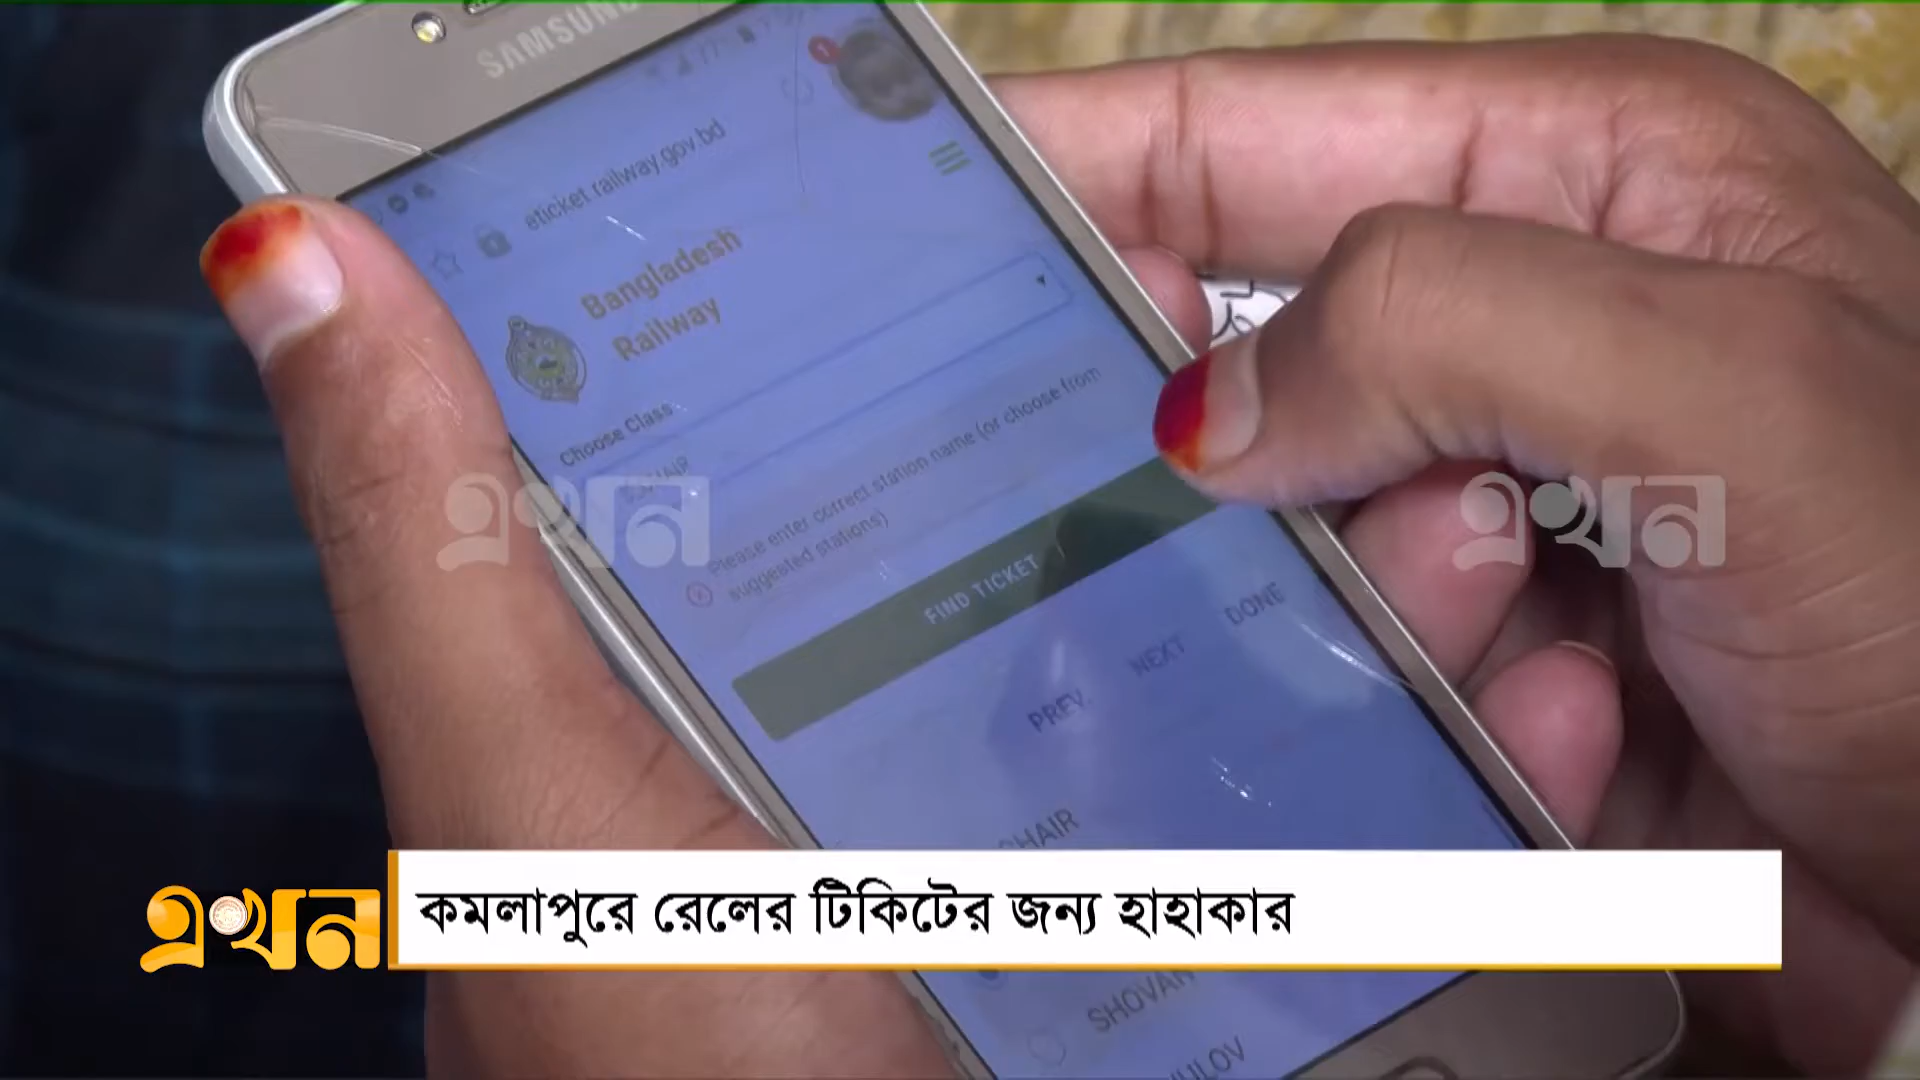 SAMSUNG
eticket.railway.gov.bd
Bangladesh
Railway
Choose Class
S_CHAIR
Please enter correct station name (or choose from
suggested stations)
FIND TICKET
PREV.
NEXT
DONE
CHAIR
এখন
এখন
এখন
কমলাপুরে রেলের টিকিটের জন্য হাহাকার
SHOVAN